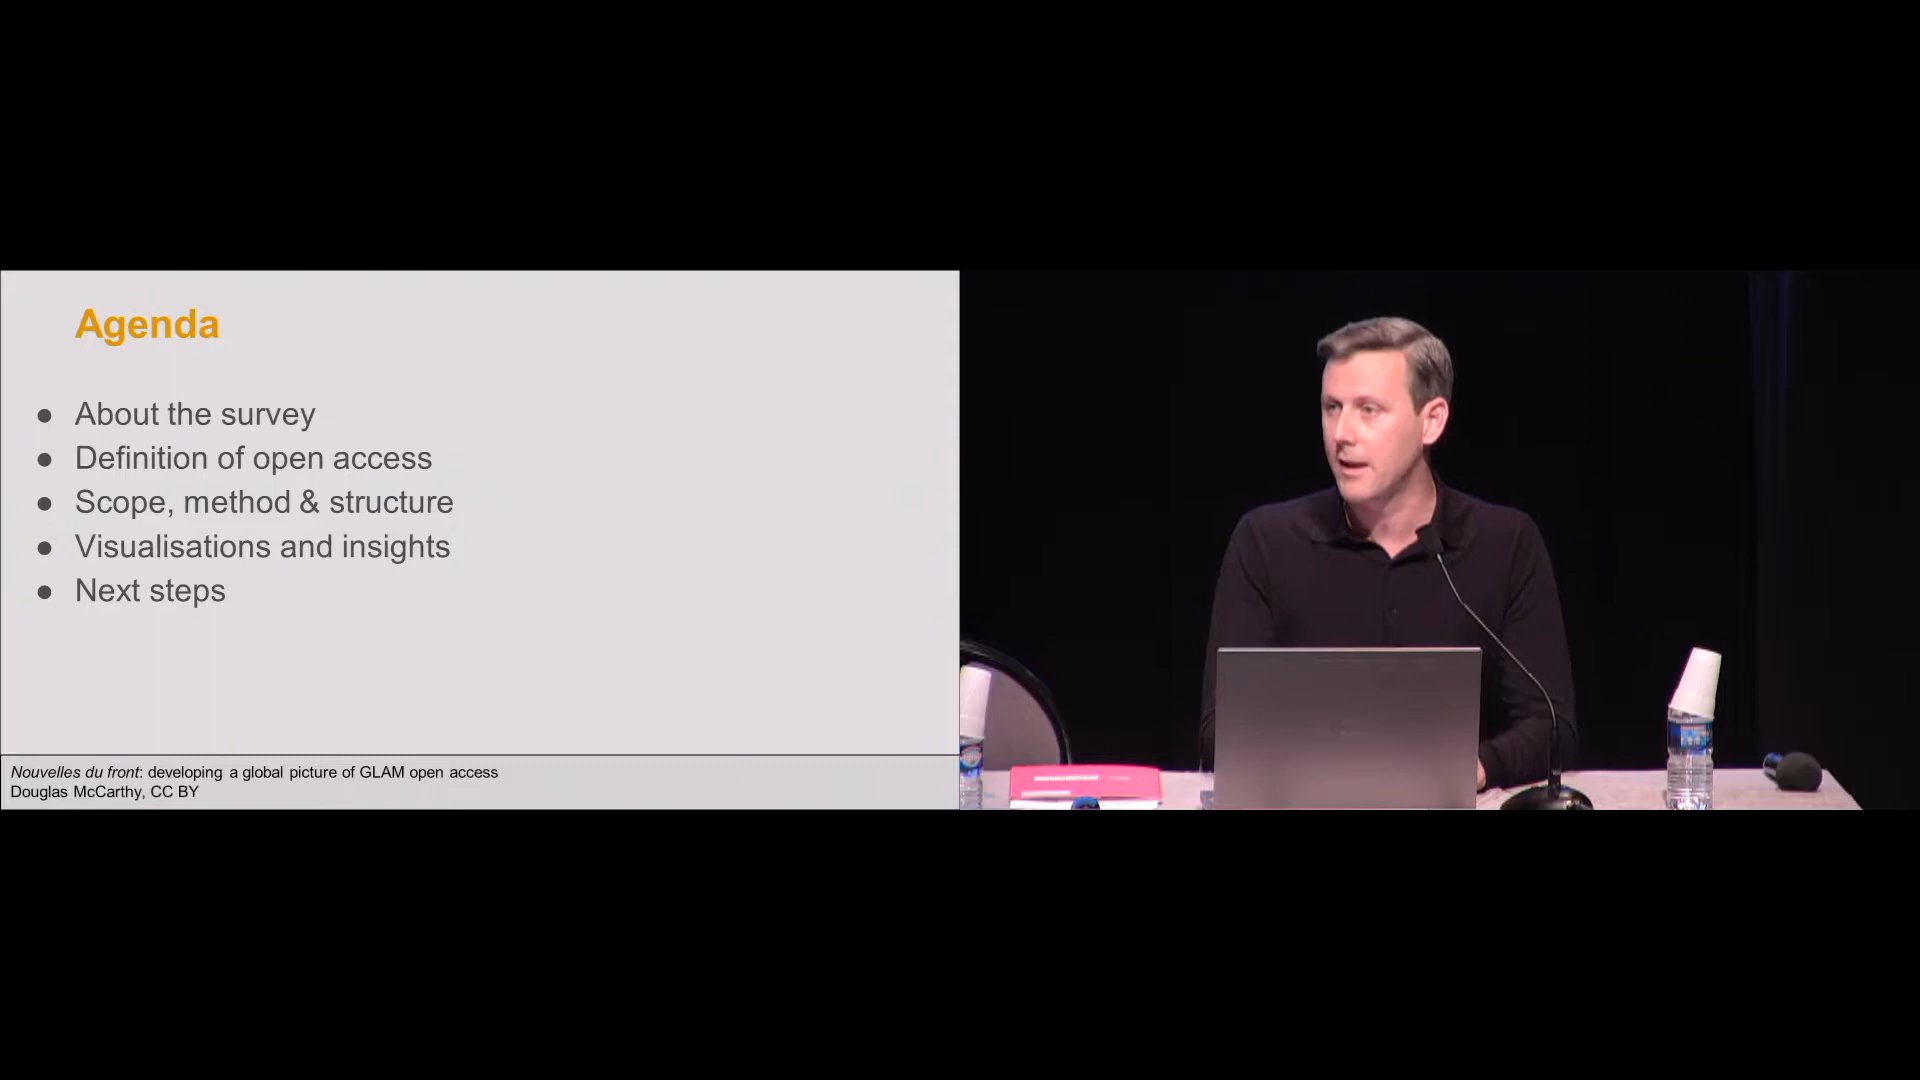 Agenda
● About the survey
● Definition of open access
● Scope, method & structure
● Visualisations and insights
● Next steps
Nouvelles du front: developing a global picture of GLAM open access
Douglas McCarthy, CC BY